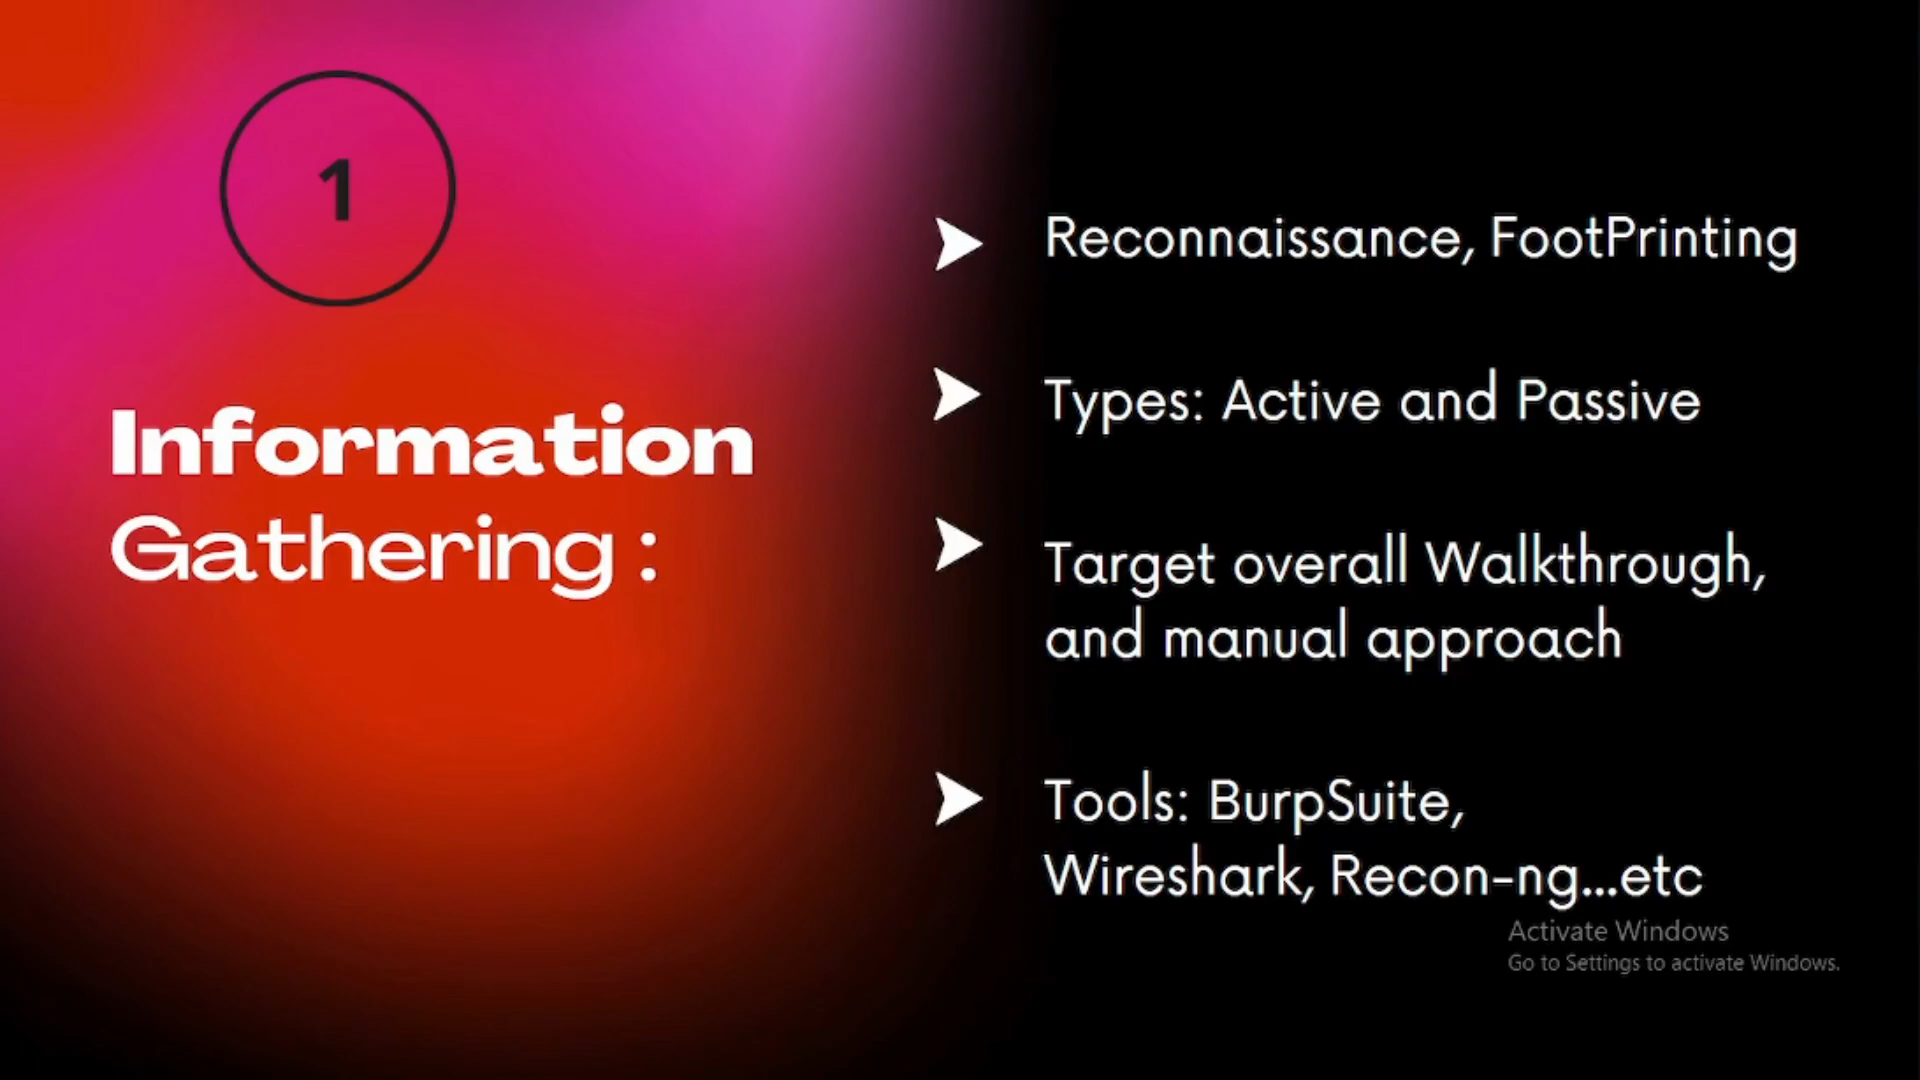 1
Information
Gathering :
Reconnaissance, FootPrinting
Types: Active and Passive
Target overall Walkthrough,
and manual approach
Tools: BurpSuite,
Wireshark, Recon-ng...etc
Activate Windows
Go to Settings to activate Windows.